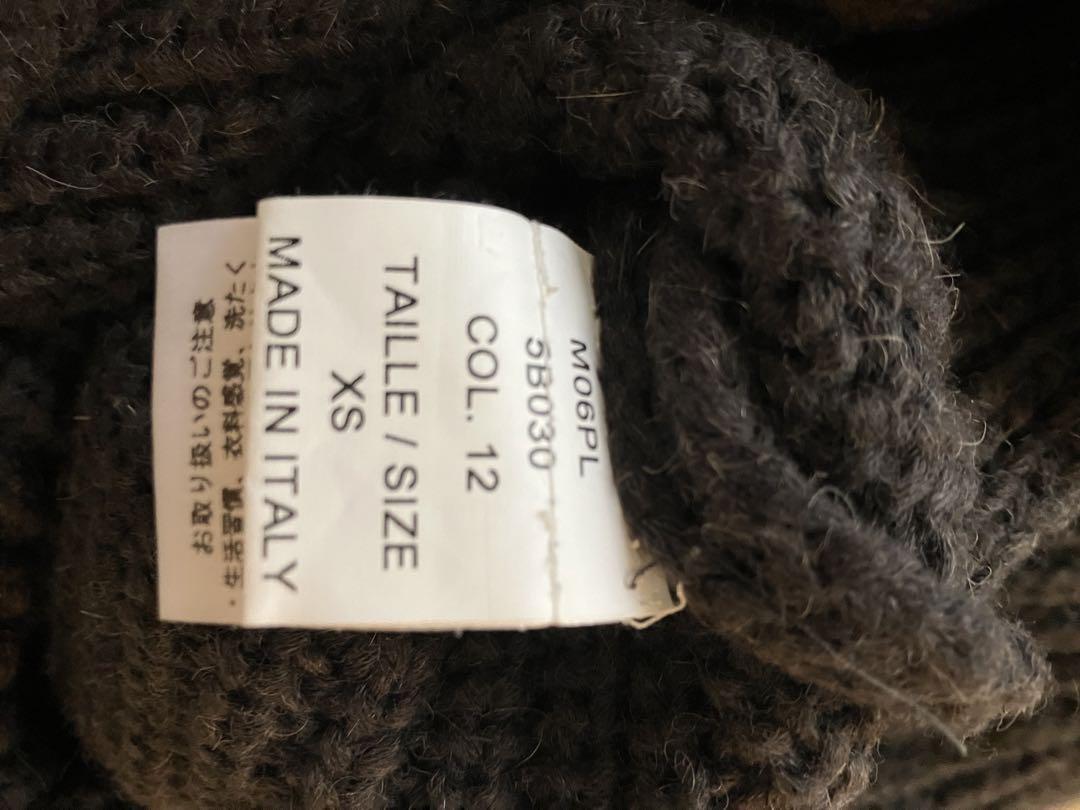 M06PL
5B030
COL. 12
TAILLE / SIZE
XS
MADE IN ITALY
お取り扱いのご注意
・生活習慣、衣料感覚、洗たく